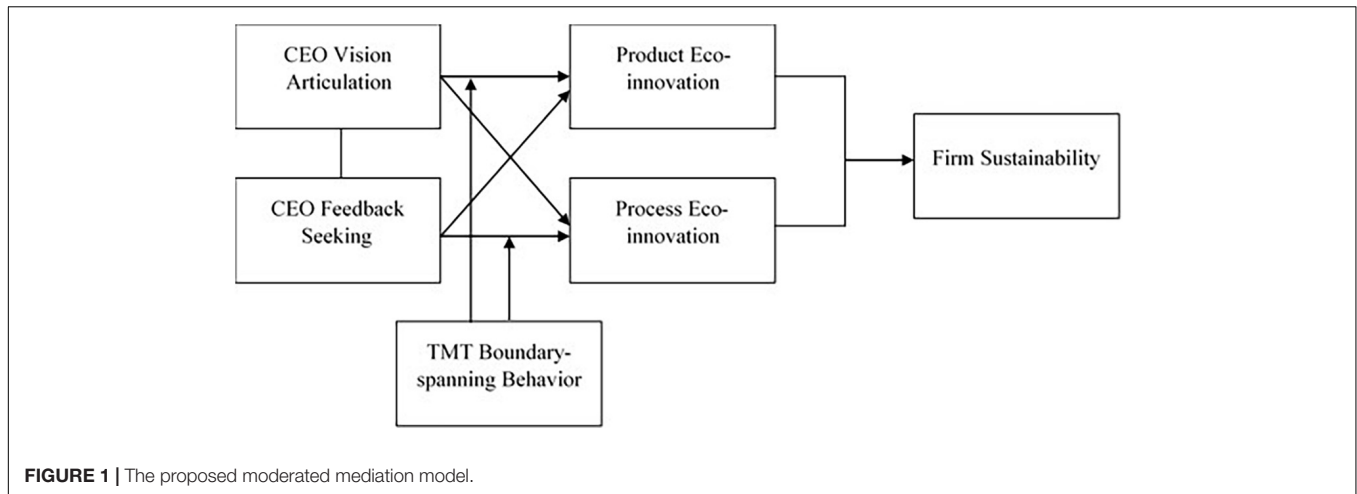 CEO Vision
Articulation
Product Eco-
innovation
Firm Sustainability
CEO Feedback
Seeking
Process Eco-
innovation
TMT Boundary-
spanning Behavior
FIGURE 1 | The proposed moderated mediation model.